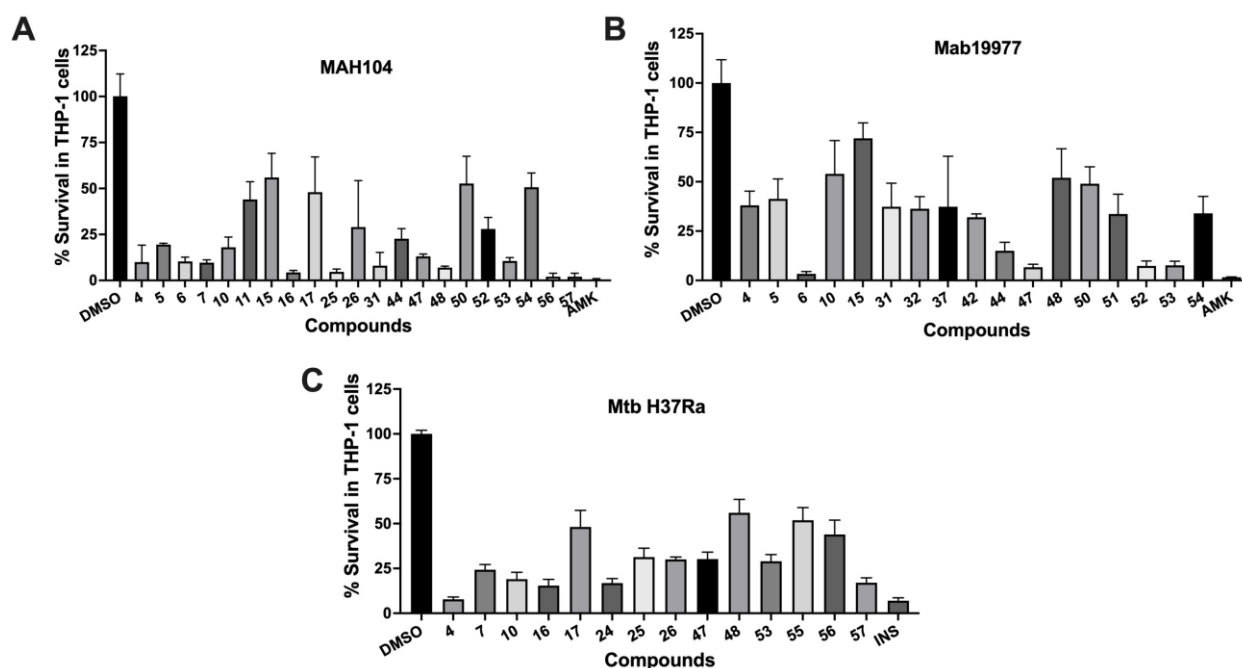 A
MAH104
% Survival in THP-1 cells
125
100
75
50
25
0
DMSO 4 5 6 7 10 11 15 16 17 25 26 31 44 47 48 50 52 53 54 56 57 AMK
Compounds
B
Mab19977
% Survival in THP-1 cells
125
100
75
50
25
0
DMSO 4 5 6 10 15 31 32 37 42 44 47 48 50 51 52 53 54 AMK
Compounds
C
Mtb H37Ra
% Survival in THP-1 cells
125
100
75
50
25
0
DMSO 4 7 10 16 17 24 25 26 47 48 53 55 56 57 INS
Compounds